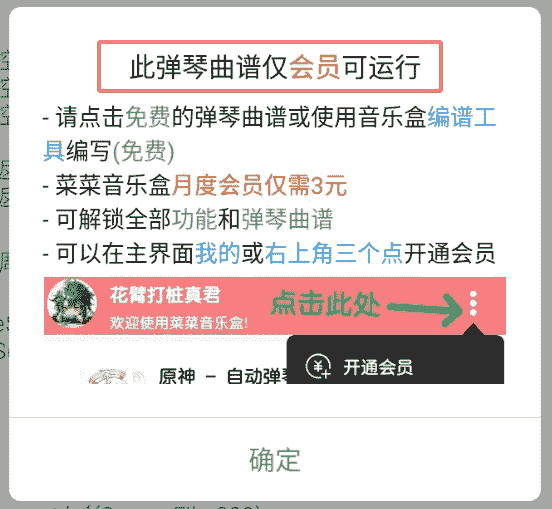 此弹琴曲谱仅会员可运行
- 请点击免费的弹琴曲谱或使用音乐盒编谱工
具编写(免费)
- 菜菜音乐盒月度会员仅需3元
- 可解锁全部功能和弹琴曲谱
- 可以在主界面我的或右上角三个点开通会员
花臂打桩真君
欢迎使用菜菜音乐盒!
点击此处
开通会员
原神 - 自动弹琴
确定